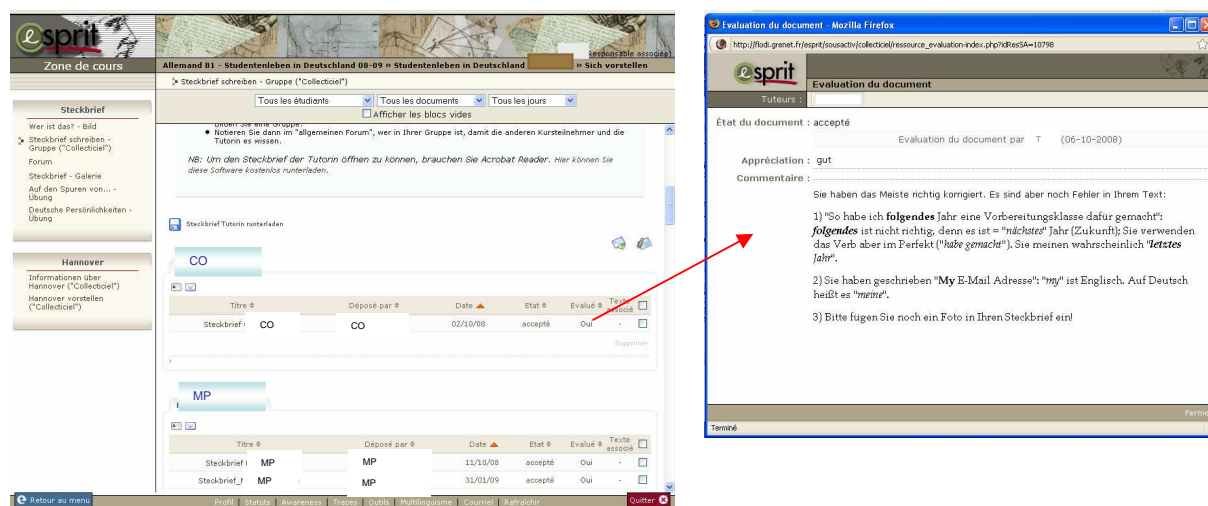 esprit
Responsable associée)
Zone de cours
Allemand B1 - Studentenleben in Deutschland 08-09 » Studentenleben in Deutschland » Sich vorstellen
Steckbrief schreiben - Gruppe ("Collecticiel")
Tous les étudiants Tous les documents Tous les jours
Afficher les blocs vides
Steckbrief
Wer ist das? - Bild
Steckbrief schreiben -
Gruppe ("Collecticiel")
Forum
Steckbrief - Galerie
Auf den Spuren von... -
Übung
Deutsche Persönlichkeiten -
Übung
Hannover
Informationen über
Hannover ("Collecticiel")
Hannover vorstellen
("Collecticiel")
Bilden Sie eine Gruppe.
• Notieren Sie dann im "allgemeinen Forum", wer in Ihrer Gruppe ist, damit die anderen Kursteilnehmer und die
Tutorin es wissen.
NB: Um den Steckbrief der Tutorin öffnen zu können, brauchen Sie Acrobat Reader. Hier können Sie
diese Software kostenlos runterladen.
Steckbrief Tutorin runterladen
CO
Titre Déposé par Date Etat Evalué Texte associé
Steckbrief CO CO 02/10/08 accepté Oui -
Supprimer
MP
Titre Déposé par Date Etat Evalué Texte associé
Steckbrief MP MP 11/10/08 accepté Oui -
Steckbrief_ MP MP 31/01/09 accepté Oui -
Retour au menu
Profil | Statuts | Awareness | Traces | Outils | Multilinguisme | Courriel | Rafraîchir
Quitter
Evaluation du document - Mozilla Firefox
http://flodi.grenet.fr/esprit/sousactiv/collecticiel/ressource_evaluation-index.php?idResSA=10798
esprit
Evaluation du document
Tuteurs :
État du document : accepté
Evaluation du document par T (06-10-2008)
Appréciation : gut
Commentaire :
Sie haben das Meiste richtig korrigiert. Es sind aber noch Fehler in Ihrem Text:
1) "So habe ich folgendes Jahr eine Vorbereitungsklasse dafür gemacht":
folgendes ist nicht richtig, denn es ist = "nächstes" Jahr (Zukunft); Sie verwenden
das Verb aber im Perfekt ("habe gemacht"). Sie meinen wahrscheinlich "letztes
Jahr".
2) Sie haben geschrieben "My E-Mail Adresse": "my" ist Englisch. Auf Deutsch
heißt es "meine".
3) Bitte fügen Sie noch ein Foto in Ihren Steckbrief ein!
Ferme
Terminé